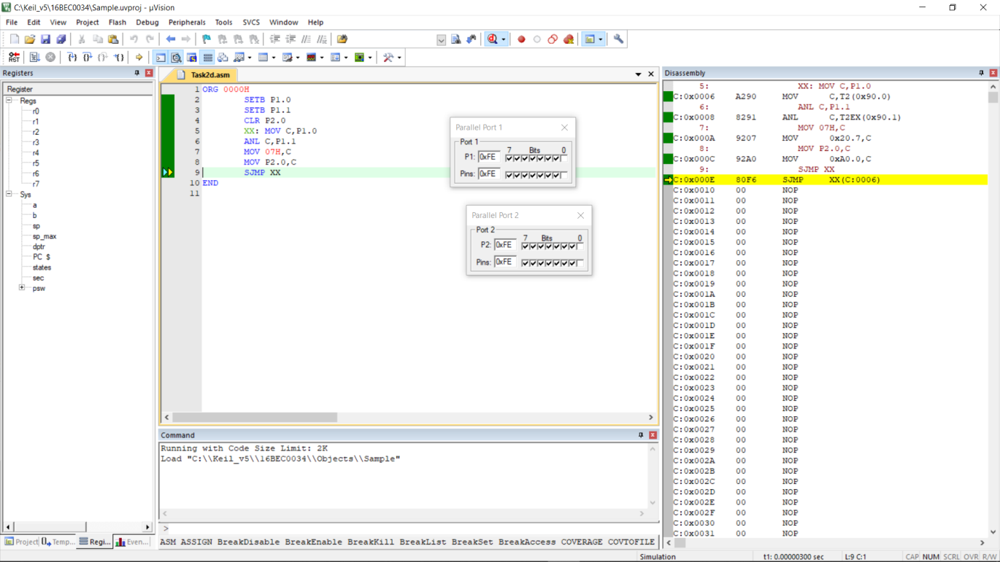 C:\Keil_v5\16BEC0034\Sample.uvproj - µVision
File Edit View Project Flash Debug Peripherals Tools SVCS Window Help
RST
Registers
Register
Regs
r0
r1
r2
r3
r4
r5
r6
r7
Sys
a
b
sp
sp_max
dptr
PC $
states
sec
psw
Project Temp... Regi... Even...
Task2d.asm
1 ORG 0000H
2 SETB P1.0
3 SETB P1.1
4 CLR P2.0
5 XX: MOV C,P1.0
6 ANL C,P1.1
7 MOV 07H,C
8 MOV P2.0,C
9 SJMP XX
10 END
11
Parallel Port 1
Port 1
7 Bits 0
P1: 0xFE
Pins: 0xFE
Parallel Port 2
Port 2
7 Bits 0
P2: 0xFE
Pins: 0xFE
Command
Running with Code Size Limit: 2K
Load "C:\\Keil_v5\\16BEC0034\\Objects\\Sample"
>
ASM ASSIGN BreakDisable BreakEnable BreakKill BreakList BreakSet BreakAccess COVERAGE COVTOFILE
Disassembly
5: XX: MOV C,P1.0
C:0x0006 A290 MOV C,T2(0x90.0)
6: ANL C,P1.1
C:0x0008 8291 ANL C,T2EX(0x90.1)
7: MOV 07H,C
C:0x000A 9207 MOV 0x20.7,C
8: MOV P2.0,C
C:0x000C 92A0 MOV 0xA0.0,C
9: SJMP XX
C:0x000E 80F6 SJMP XX(C:0006)
C:0x0010 00 NOP
C:0x0011 00 NOP
C:0x0012 00 NOP
C:0x0013 00 NOP
C:0x0014 00 NOP
C:0x0015 00 NOP
C:0x0016 00 NOP
C:0x0017 00 NOP
C:0x0018 00 NOP
C:0x0019 00 NOP
C:0x001A 00 NOP
C:0x001B 00 NOP
C:0x001C 00 NOP
C:0x001D 00 NOP
C:0x001E 00 NOP
C:0x001F 00 NOP
C:0x0020 00 NOP
C:0x0021 00 NOP
C:0x0022 00 NOP
C:0x0023 00 NOP
C:0x0024 00 NOP
C:0x0025 00 NOP
C:0x0026 00 NOP
C:0x0027 00 NOP
C:0x0028 00 NOP
C:0x0029 00 NOP
C:0x002A 00 NOP
C:0x002B 00 NOP
C:0x002C 00 NOP
C:0x002D 00 NOP
C:0x002E 00 NOP
C:0x002F 00 NOP
C:0x0030 00 NOP
C:0x0031 00 NOP
Simulation t1: 0.00000300 sec L:9 C:1 CAP NUM SCRL OVR R/W